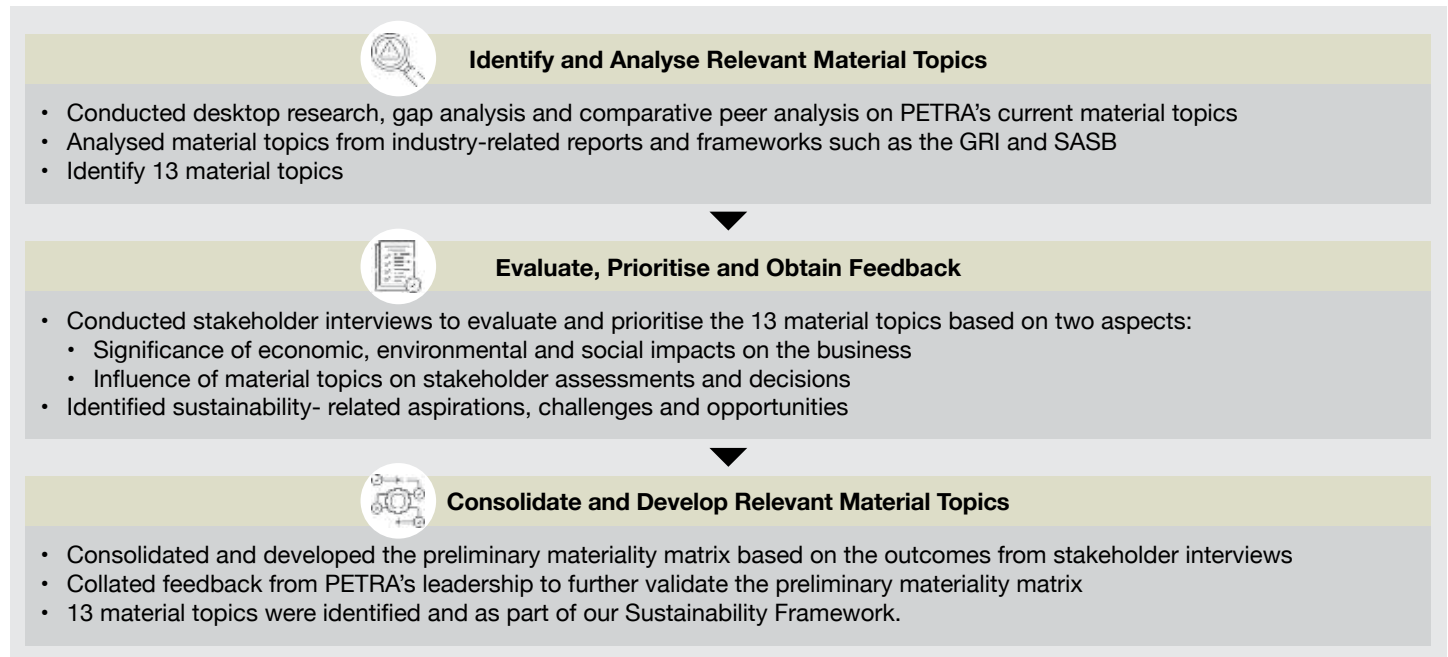 Identify and Analyse Relevant Material Topics
• Conducted desktop research, gap analysis and comparative peer analysis on PETRA's current material topics
• Analysed material topics from industry-related reports and frameworks such as the GRI and SASB
• Identify 13 material topics
Evaluate, Prioritise and Obtain Feedback
• Conducted stakeholder interviews to evaluate and prioritise the 13 material topics based on two aspects:
• Significance of economic, environmental and social impacts on the business
• Influence of material topics on stakeholder assessments and decisions
• Identified sustainability- related aspirations, challenges and opportunities
Consolidate and Develop Relevant Material Topics
• Consolidated and developed the preliminary materiality matrix based on the outcomes from stakeholder interviews
• Collated feedback from PETRA's leadership to further validate the preliminary materiality matrix
• 13 material topics were identified and as part of our Sustainability Framework.